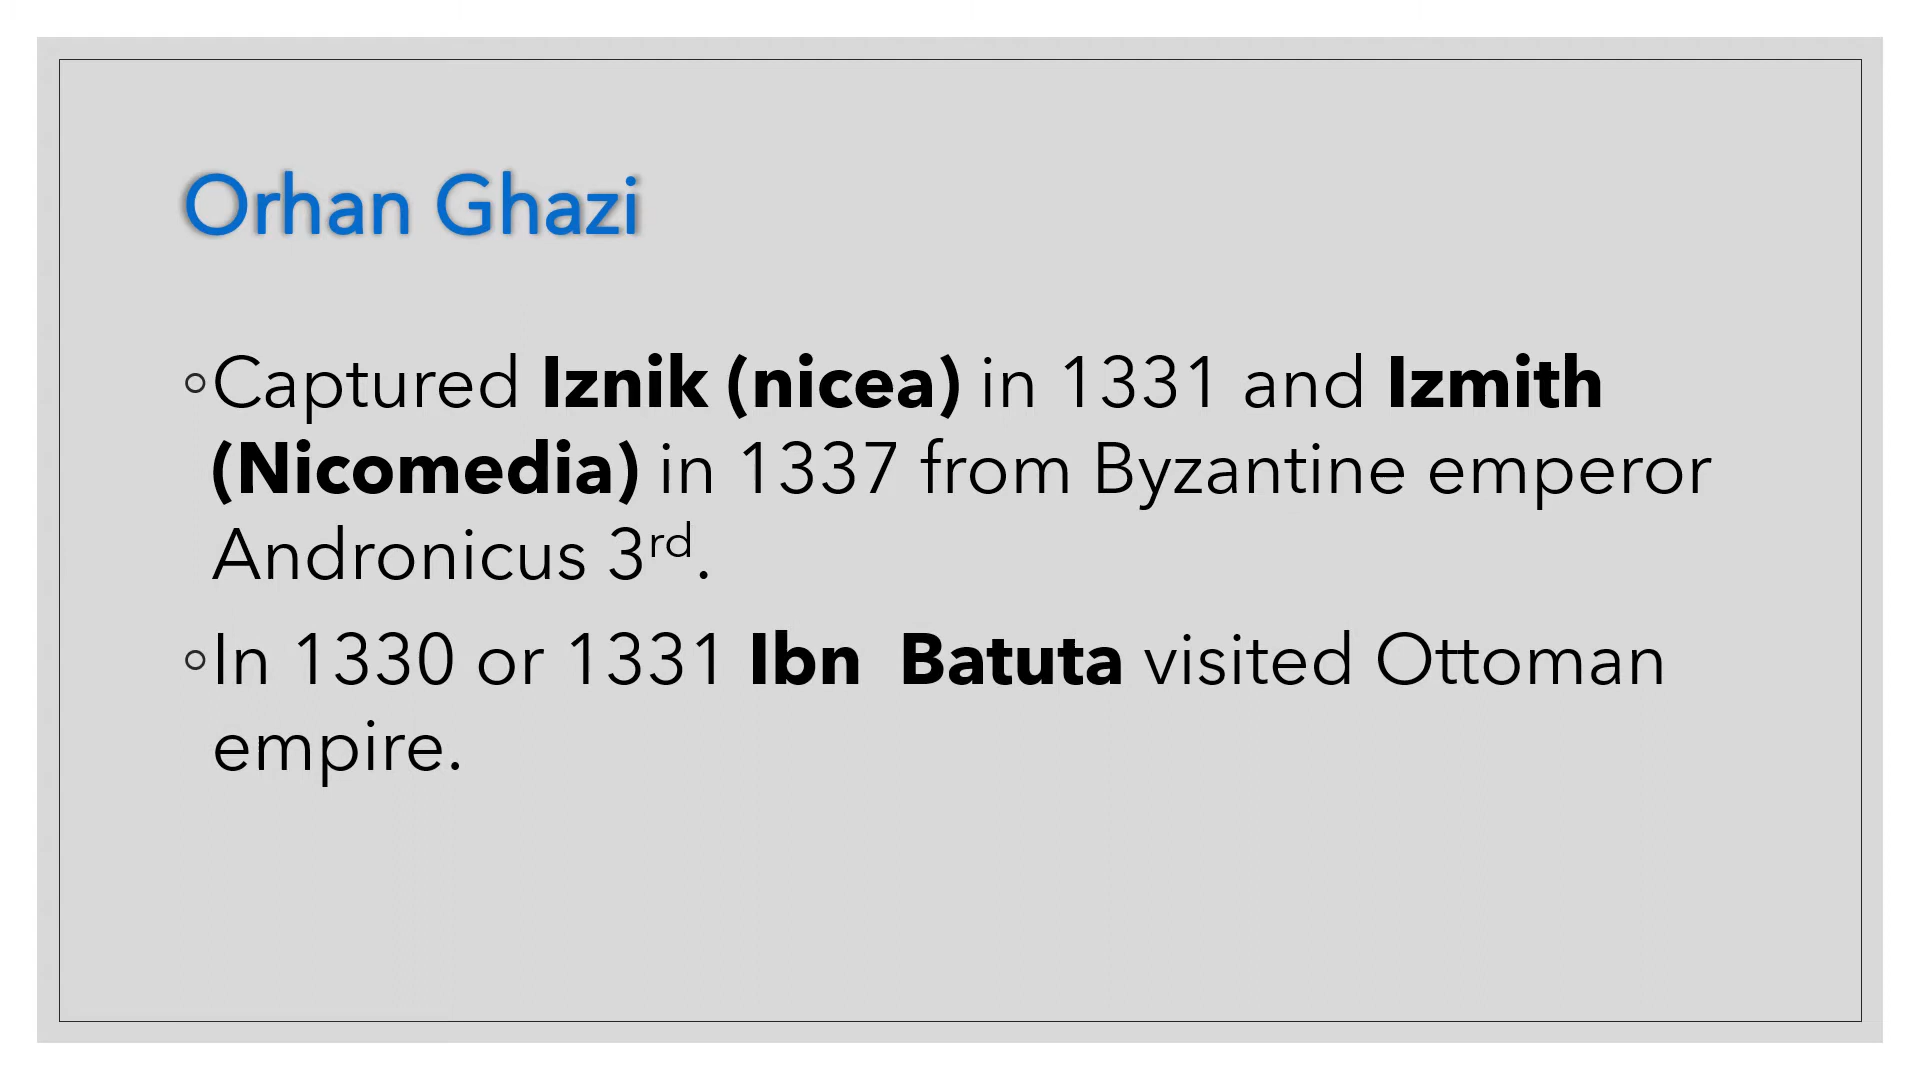 Orhan Ghazi
◦Captured Iznik (nicea) in 1331 and Izmith
(Nicomedia) in 1337 from Byzantine emperor
Andronicus 3rd.
◦In 1330 or 1331 Ibn  Batuta visited Ottoman
empire.